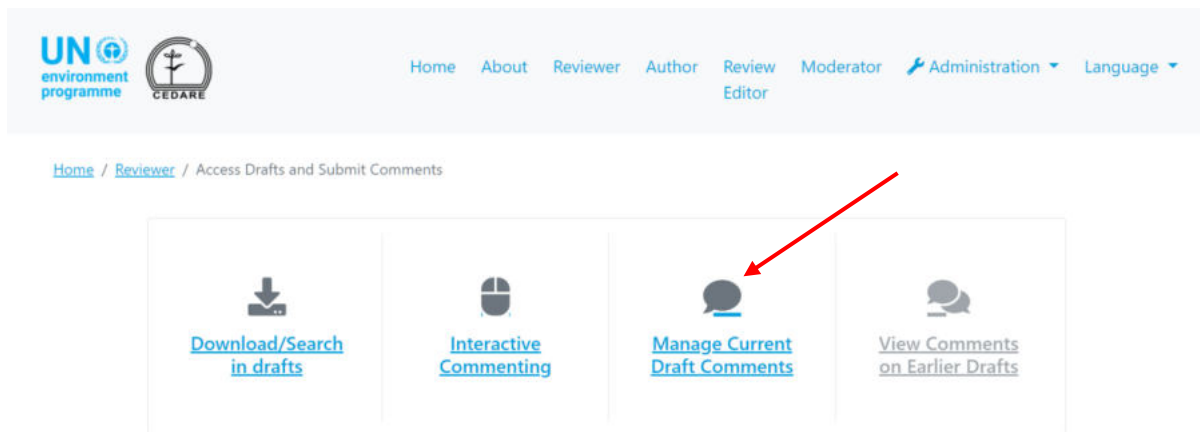 UN
environment
programme
CEDARE
Home About Reviewer Author Review Editor Moderator Administration Language
Home / Reviewer / Access Drafts and Submit Comments
Download/Search
in drafts
Interactive
Commenting
Manage Current
Draft Comments
View Comments
on Earlier Drafts